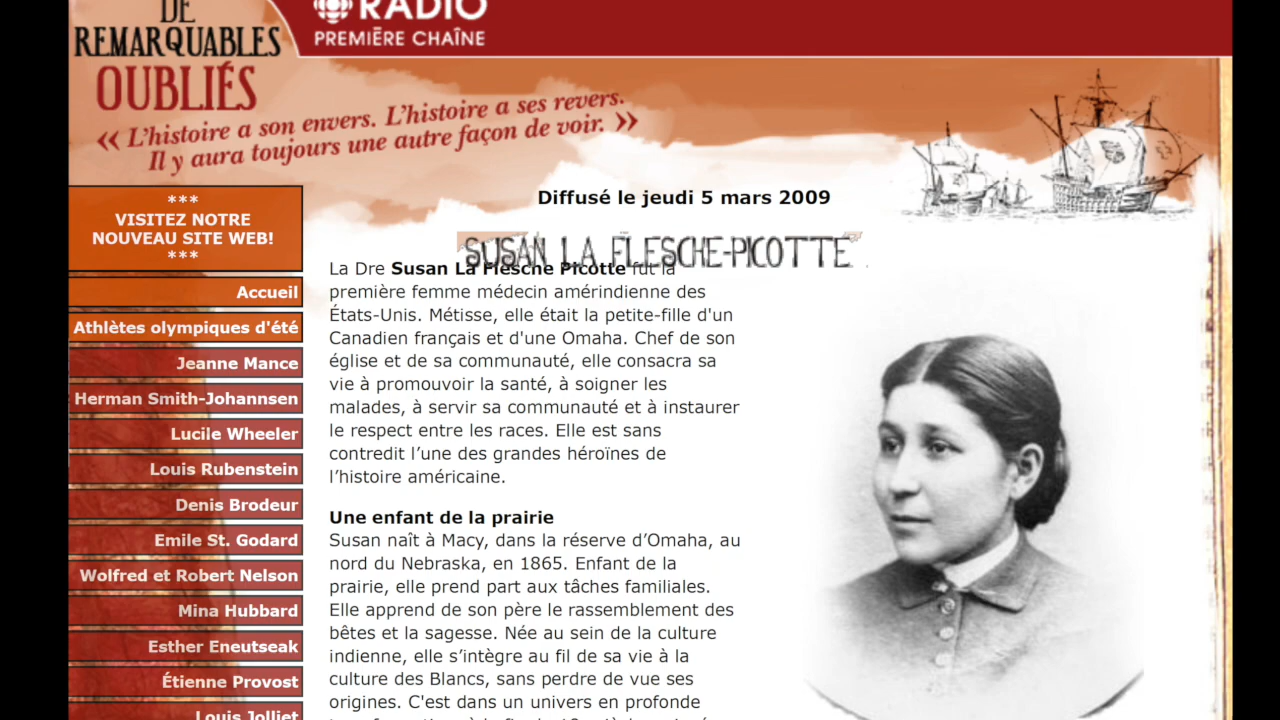 DE
REMARQUABLES
OUBLIÉS
RADIO
PREMIÈRE CHAÎNE
« L'histoire a son envers. L'histoire a ses revers.
Il y aura toujours une autre façon de voir. »
***
VISITEZ NOTRE
NOUVEAU SITE WEB!
***
Accueil
Athlètes olympiques d'été
Jeanne Mance
Herman Smith-Johannsen
Lucile Wheeler
Louis Rubenstein
Denis Brodeur
Emile St. Godard
Wolfred et Robert Nelson
Mina Hubbard
Esther Eneutseak
Étienne Provost
Louis Jolliet
Diffusé le jeudi 5 mars 2009
SUSAN LA FLESCHE-PICOTTE
La Dre Susan La Flesche Picotte fut la
première femme médecin amérindienne des
États-Unis. Métisse, elle était la petite-fille d'un
Canadien français et d'une Omaha. Chef de son
église et de sa communauté, elle consacra sa
vie à promouvoir la santé, à soigner les
malades, à servir sa communauté et à instaurer
le respect entre les races. Elle est sans
contredit l’une des grandes héroïnes de
l’histoire américaine.
Une enfant de la prairie
Susan naît à Macy, dans la réserve d’Omaha, au
nord du Nebraska, en 1865. Enfant de la
prairie, elle prend part aux tâches familiales.
Elle apprend de son père le rassemblement des
bêtes et la sagesse. Née au sein de la culture
indienne, elle s’intègre au fil de sa vie à la
culture des Blancs, sans perdre de vue ses
origines. C'est dans un univers en profonde